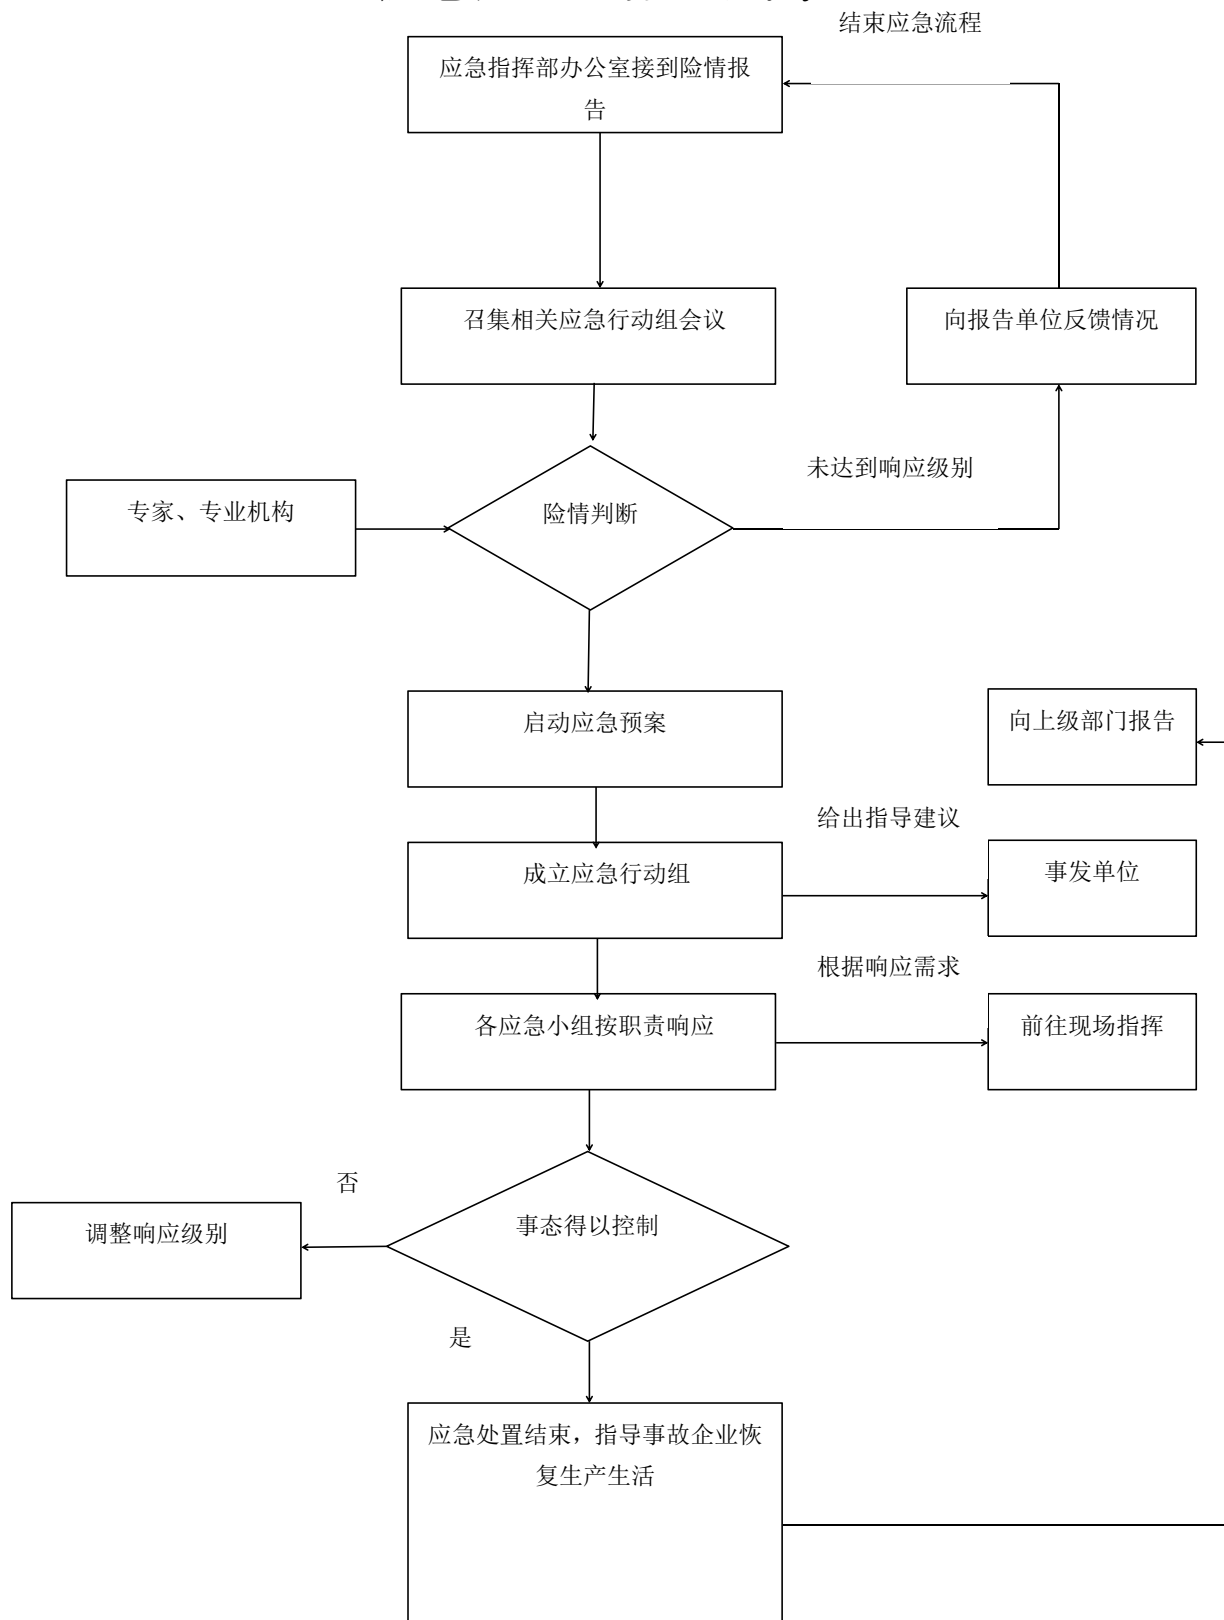 结束应急流程
应急指挥部办公室接到险情报
告
召集相关应急行动组会议
向报告单位反馈情况
未达到响应级别
专家、专业机构
险情判断
启动应急预案
向上级部门报告
给出指导建议
成立应急行动组
事发单位
根据响应需求
各应急小组按职责响应
前往现场指挥
否
调整响应级别
事态得以控制
是
应急处置结束，指导事故企业恢
复生产生活